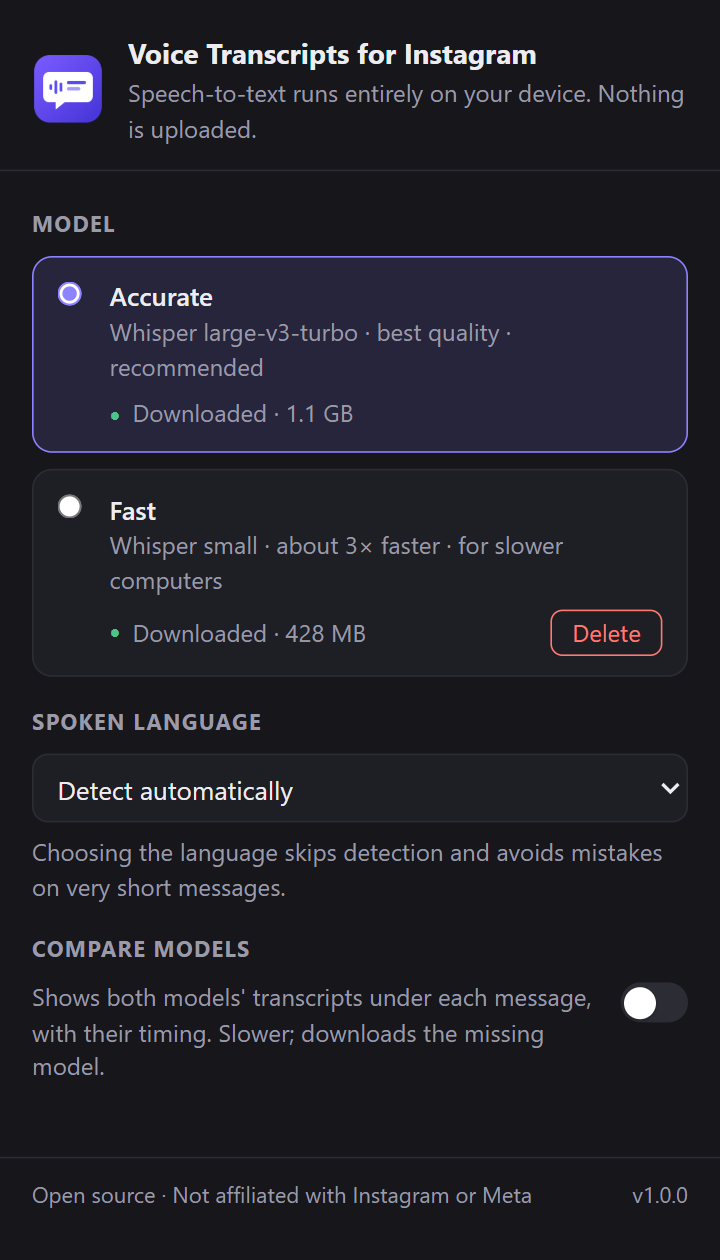 Voice Transcripts for Instagram
Speech-to-text runs entirely on your device. Nothing
is uploaded.
MODEL
Accurate
Whisper large-v3-turbo · best quality ·
recommended
Downloaded · 1.1 GB
Fast
Whisper small · about 3× faster · for slower
computers
Downloaded · 428 MB
Delete
SPOKEN LANGUAGE
Detect automatically
Choosing the language skips detection and avoids mistakes
on very short messages.
COMPARE MODELS
Shows both models' transcripts under each message,
with their timing. Slower; downloads the missing
model.
Open source · Not affiliated with Instagram or Meta
v1.0.0